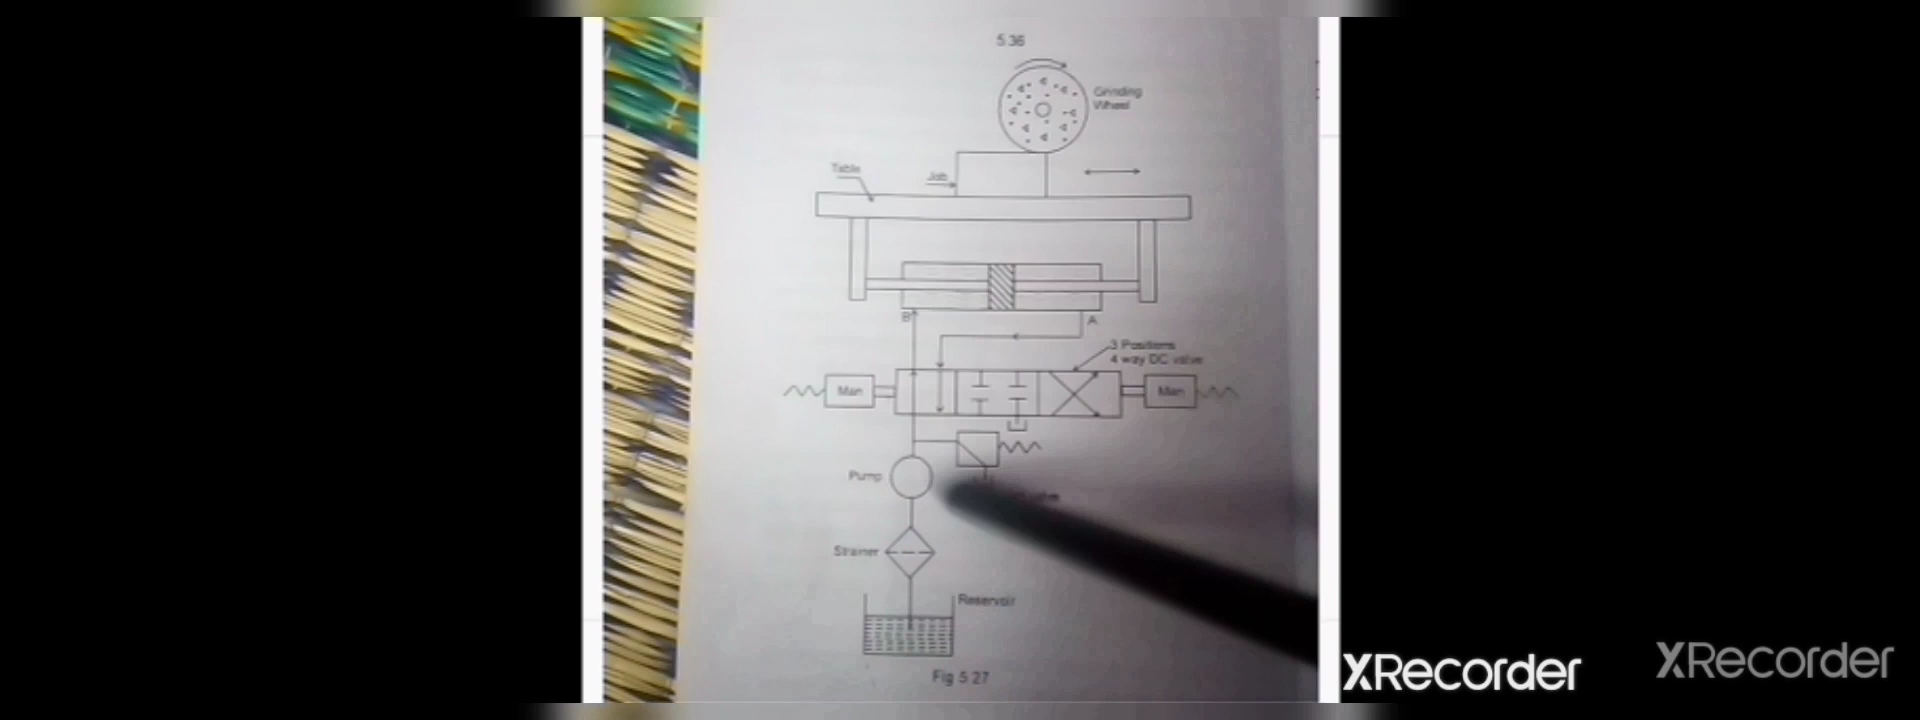 5.36
Grinding
Wheel
Table
Job
B
A
3 Positions
4 way DC valve
Man
Man
Pump
valve
Strainer
Reservoir
Fig 5.27
XRecorder
XRecorder